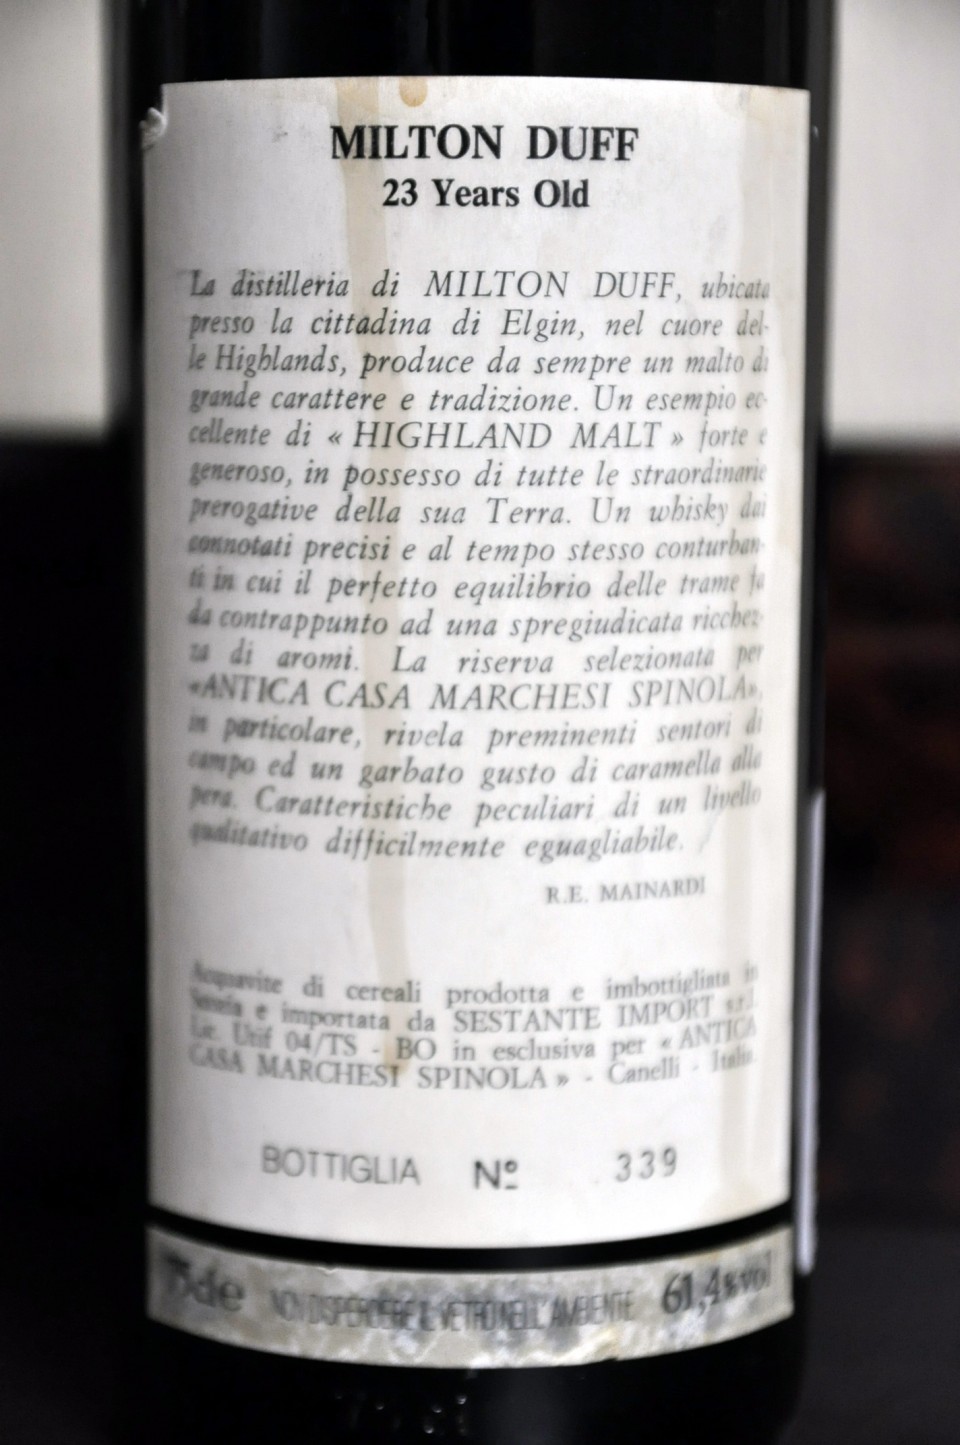 MILTON DUFF
23 Years Old
La distilleria di MILTON DUFF, ubicata
presso la cittadina di Elgin, nel cuore del-
le Highlands, produce da sempre un malto di
grande carattere e tradizione. Un esempio ec-
cellente di « HIGHLAND MALT » forte e
generoso, in possesso di tutte le straordinarie
prerogative della sua Terra. Un whisky dai
connotati precisi e al tempo stesso conturban-
ti in cui il perfetto equilibrio delle trame fa
da contrappunto ad una spregiudicata ricchez-
za di aromi. La riserva selezionata per
«ANTICA CASA MARCHESI SPINOLA»,
in particolare, rivela preminenti sentori di
campo ed un garbato gusto di caramella alla
pera. Caratteristiche peculiari di un livello
qualitativo difficilmente eguagliabile.
R.E. MAINARDI
Acquavite di cereali prodotta e imbottigliata in
Scozia e importata da SESTANTE IMPORT s.r.l.
Lic. Utif 04/TS - BO in esclusiva per « ANTICA
CASA MARCHESI SPINOLA » - Canelli - Italia.
BOTTIGLIA Nº 339
75cl e NON DISPERDERE IL VETRO NELL'AMBIENTE 61,4% vol